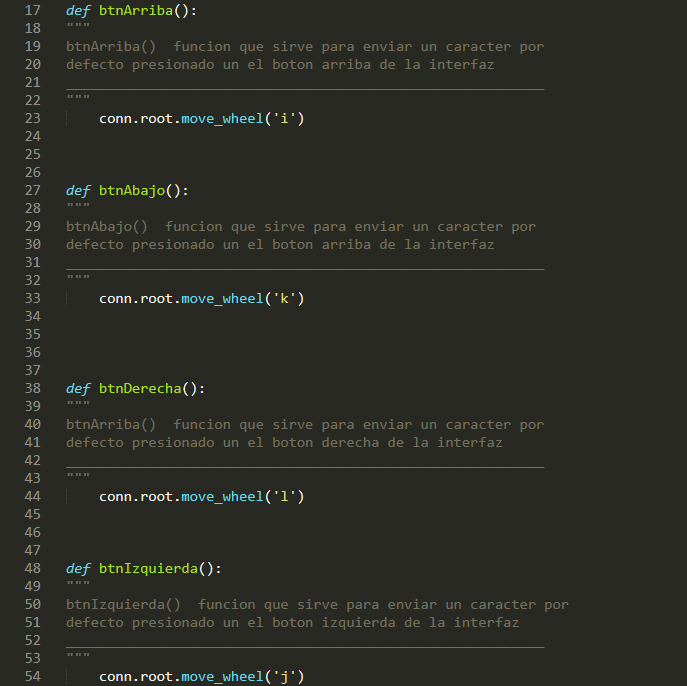 17 def btnArriba():
18 """
19 btnArriba()  funcion que sirve para enviar un caracter por
20 defecto presionado un el boton arriba de la interfaz
21 __________________________________________________________
22 """
23     conn.root.move_wheel('i')
24
25
26
27 def btnAbajo():
28 """
29 btnAbajo()  funcion que sirve para enviar un caracter por
30 defecto presionado un el boton arriba de la interfaz
31 __________________________________________________________
32 """
33     conn.root.move_wheel('k')
34
35
36
37
38 def btnDerecha():
39 """
40 btnArriba()  funcion que sirve para enviar un caracter por
41 defecto presionado un el boton derecha de la interfaz
42 __________________________________________________________
43 """
44     conn.root.move_wheel('l')
45
46
47
48 def btnIzquierda():
49 """
50 btnIzquierda()  funcion que sirve para enviar un caracter por
51 defecto presionado un el boton izquierda de la interfaz
52 __________________________________________________________
53 """
54     conn.root.move_wheel('j')